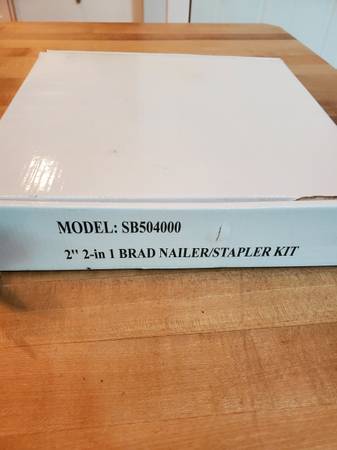 MODEL: SB504000
2" 2-in 1 BRAD NAILER/STAPLER KIT